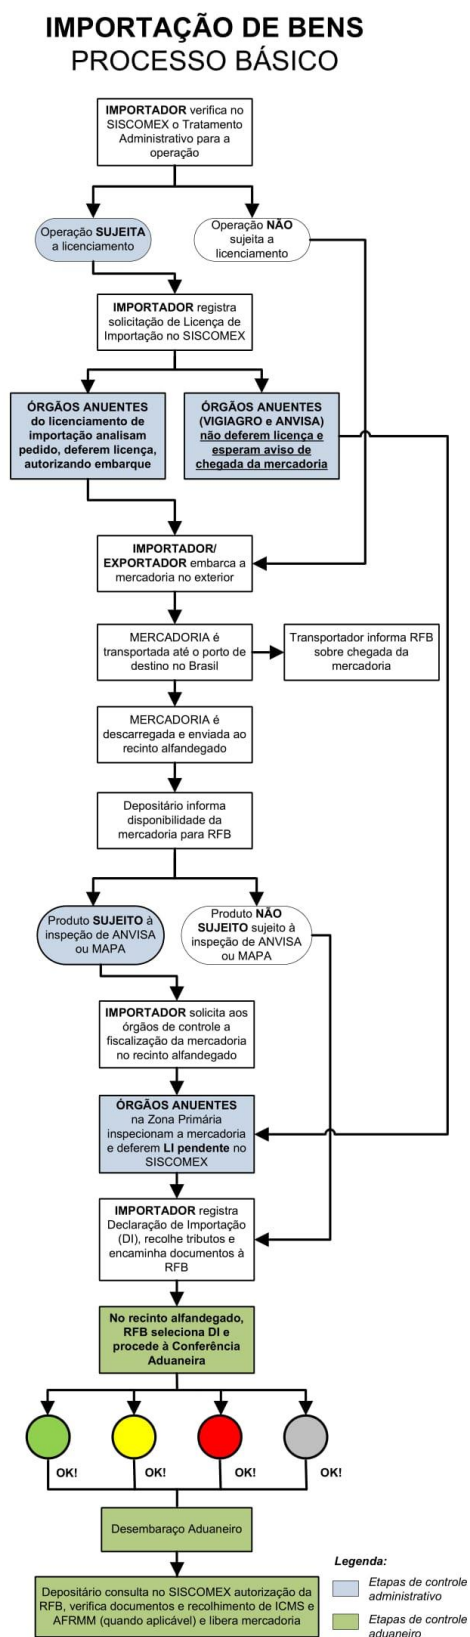 IMPORTAÇÃO DE BENS
PROCESSO BÁSICO
IMPORTADOR verifica no
SISCOMEX o Tratamento
Administrativo para a
operação
Operação SUJEITA
a licenciamento
Operação NÃO
sujeita a
licenciamento
IMPORTADOR registra
solicitação de Licença de
Importação no SISCOMEX
ÓRGÃOS ANUENTES
do licenciamento de
importação analisam
pedido, deferem licença,
autorizando embarque
ÓRGÃOS ANUENTES
(VIGIAGRO e ANVISA)
não deferem licença e
esperam aviso de
chegada da mercadoria
IMPORTADOR/
EXPORTADOR embarca a
mercadoria no exterior
MERCADORIA é
transportada até o porto de
destino no Brasil
Transportador informa RFB
sobre chegada da
mercadoria
MERCADORIA é
descarregada e enviada ao
recinto alfandegado
Depositário informa
disponibilidade da
mercadoria para RFB
Produto SUJEITO à
inspeção de ANVISA
ou MAPA
Produto NÃO
SUJEITO sujeito à
inspeção de ANVISA
ou MAPA
IMPORTADOR solicita aos
órgãos de controle a
fiscalização da mercadoria
no recinto alfandegado
ÓRGÃOS ANUENTES
na Zona Primária
inspecionam a mercadoria
e deferem LI pendente no
SISCOMEX
IMPORTADOR registra
Declaração de Importação
(DI), recolhe tributos e
encaminha documentos à
RFB
No recinto alfandegado,
RFB seleciona DI e
procede à Conferência
Aduaneira
OK!
OK!
OK!
OK!
Desembaraço Aduaneiro
Depositário consulta no SISCOMEX autorização da
RFB, verifica documentos e recolhimento de ICMS e
AFRMM (quando aplicável) e libera mercadoria
Legenda:
Etapas de controle
administrativo
Etapas de controle
aduaneiro